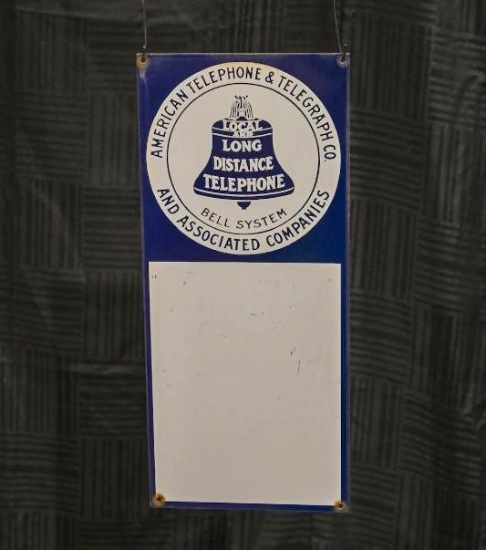 AMERICAN TELEPHONE & TELEGRAPH CO.
LOCAL
AND
LONG
DISTANCE
TELEPHONE
BELL SYSTEM
AND ASSOCIATED COMPANIES